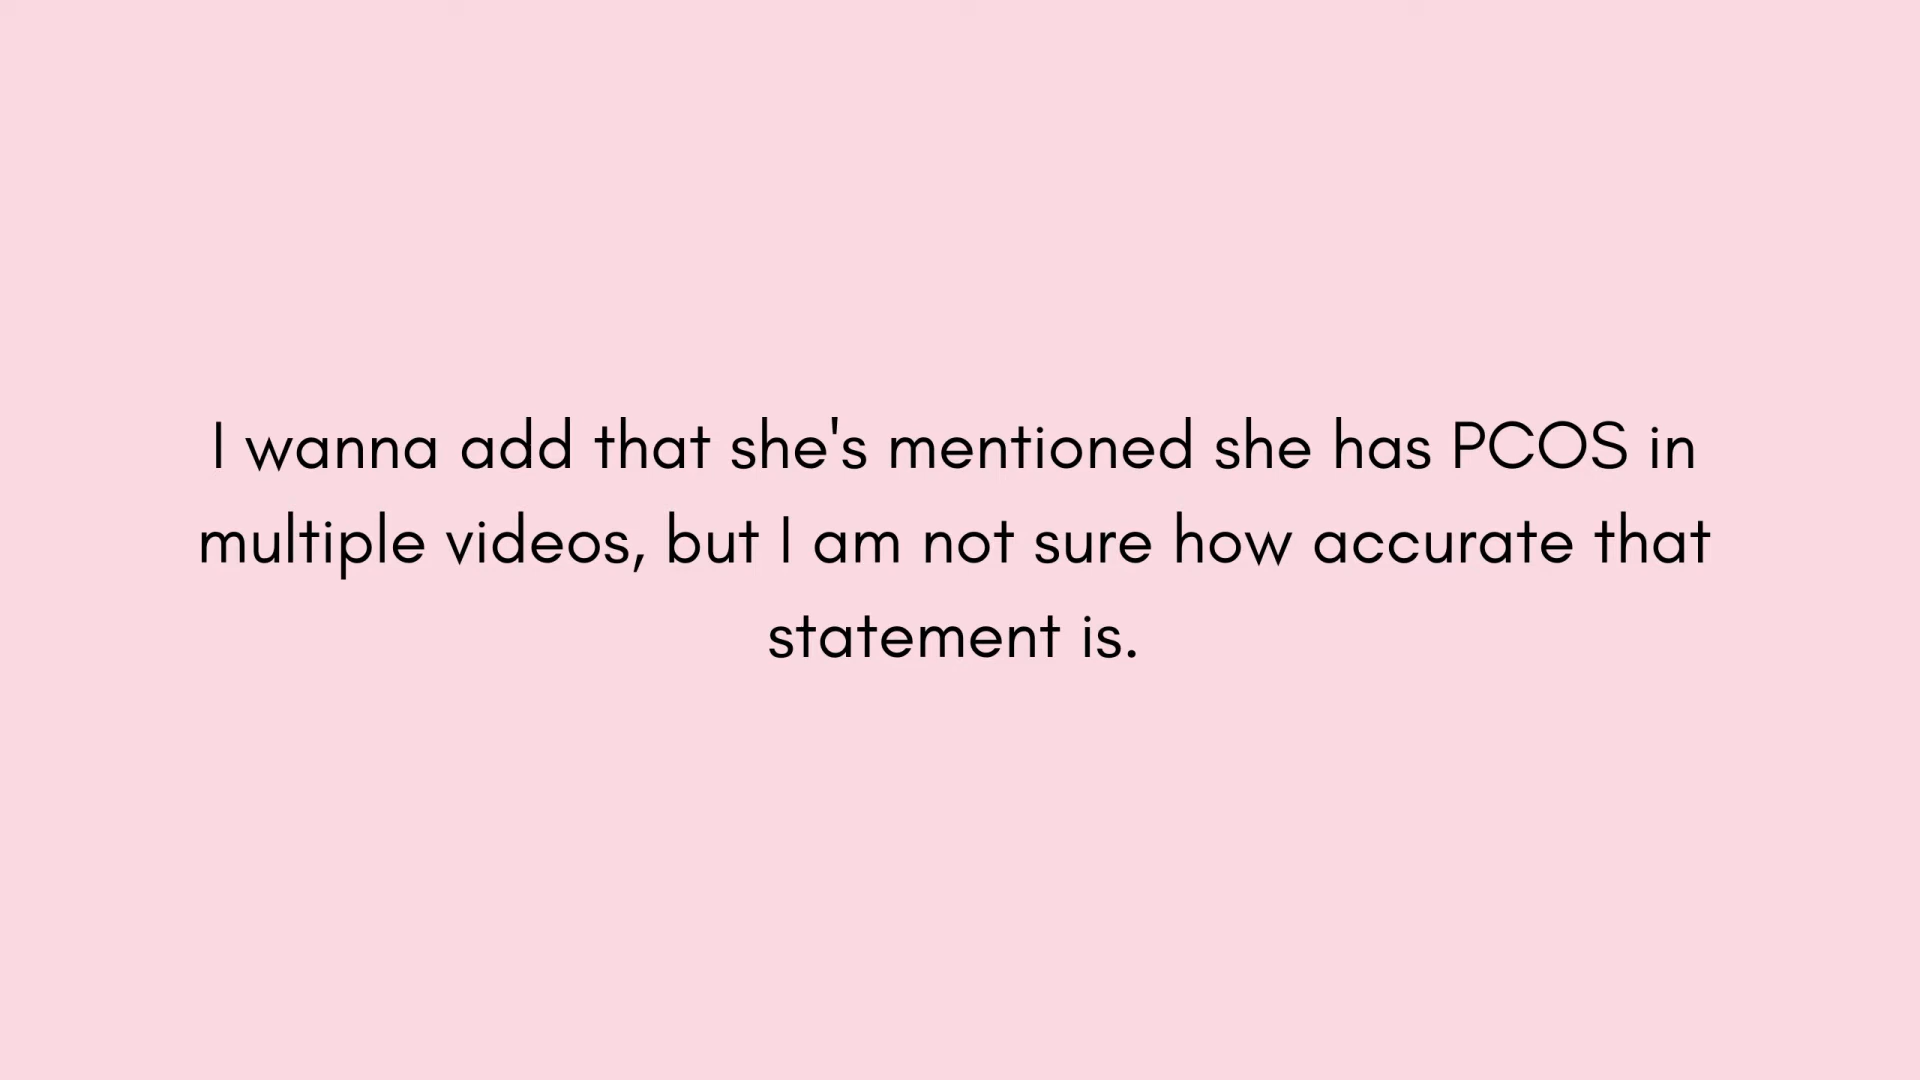 I wanna add that she's mentioned she has PCOS in
multiple videos, but I am not sure how accurate that
statement is.